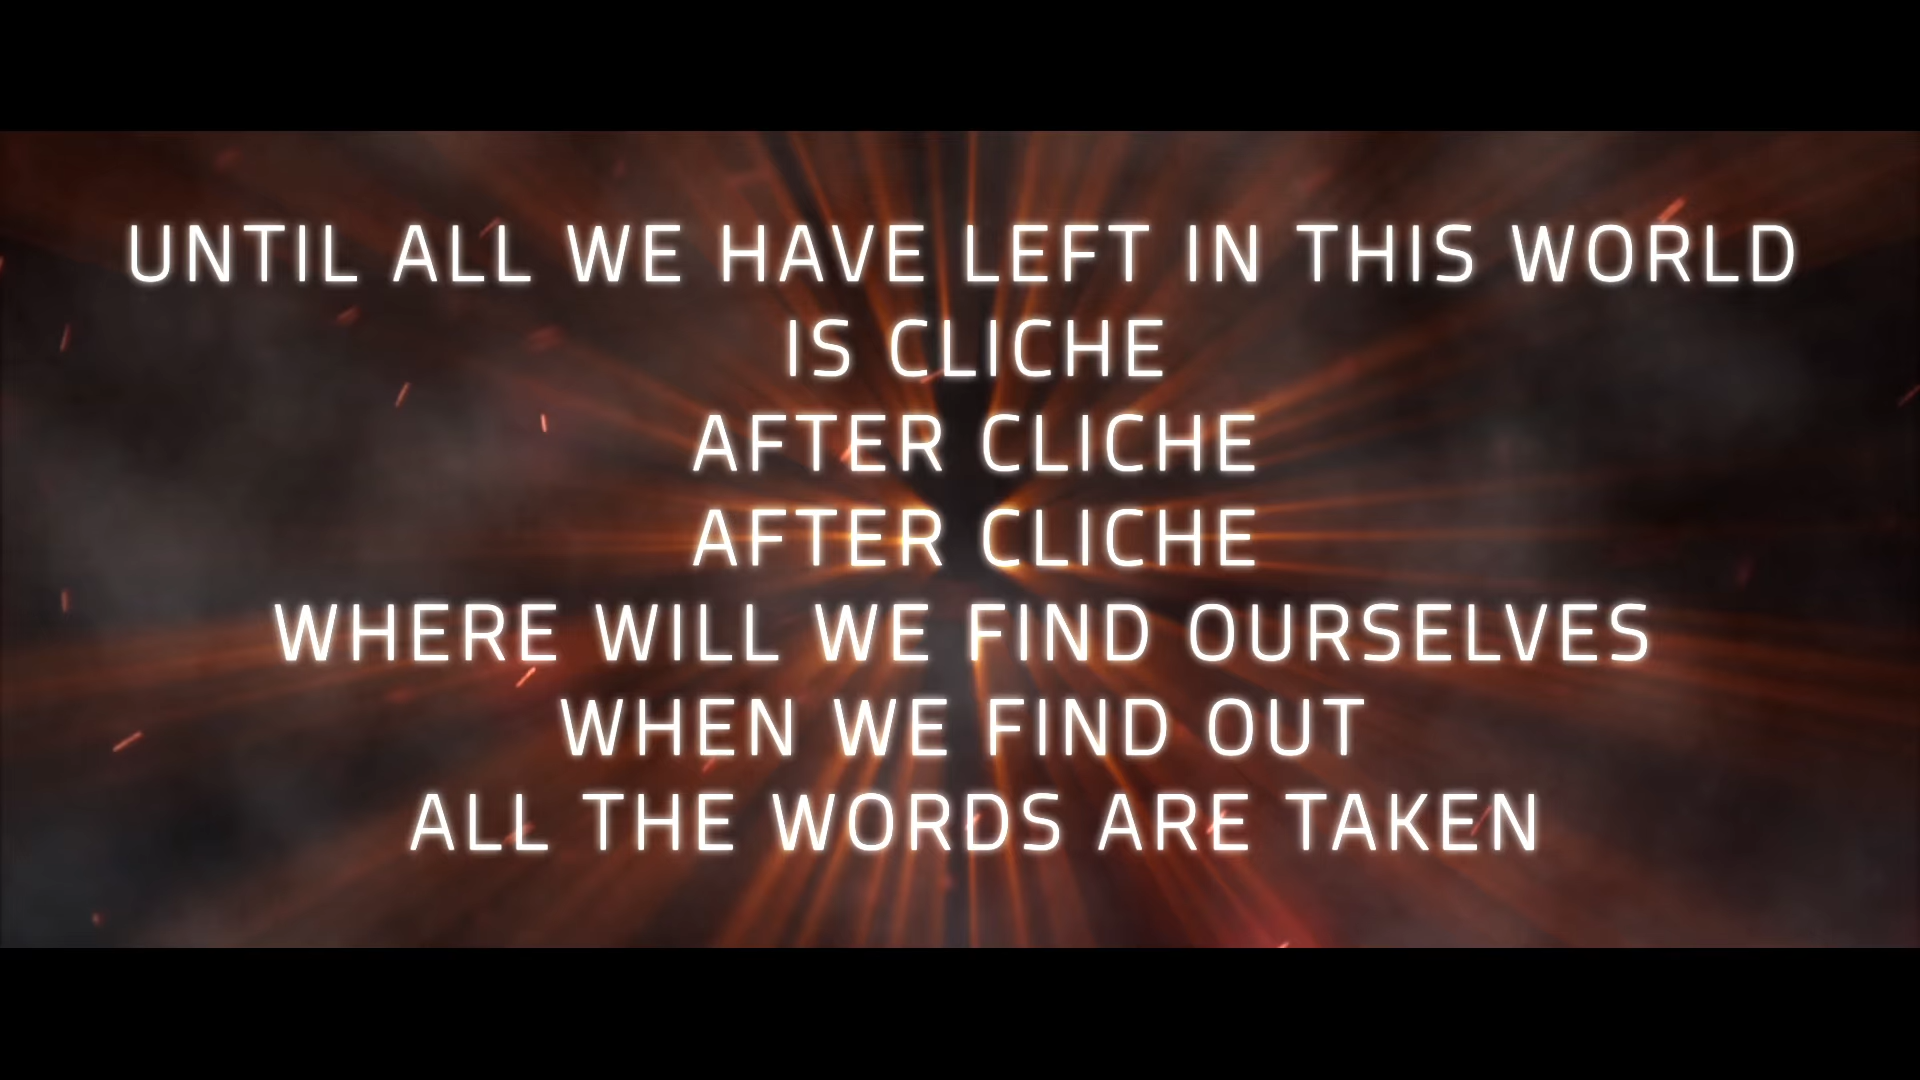 UNTIL ALL WE HAVE LEFT IN THIS WORLD
IS CLICHE
AFTER CLICHE
AFTER CLICHE
WHERE WILL WE FIND OURSELVES
WHEN WE FIND OUT
ALL THE WORDS ARE TAKEN